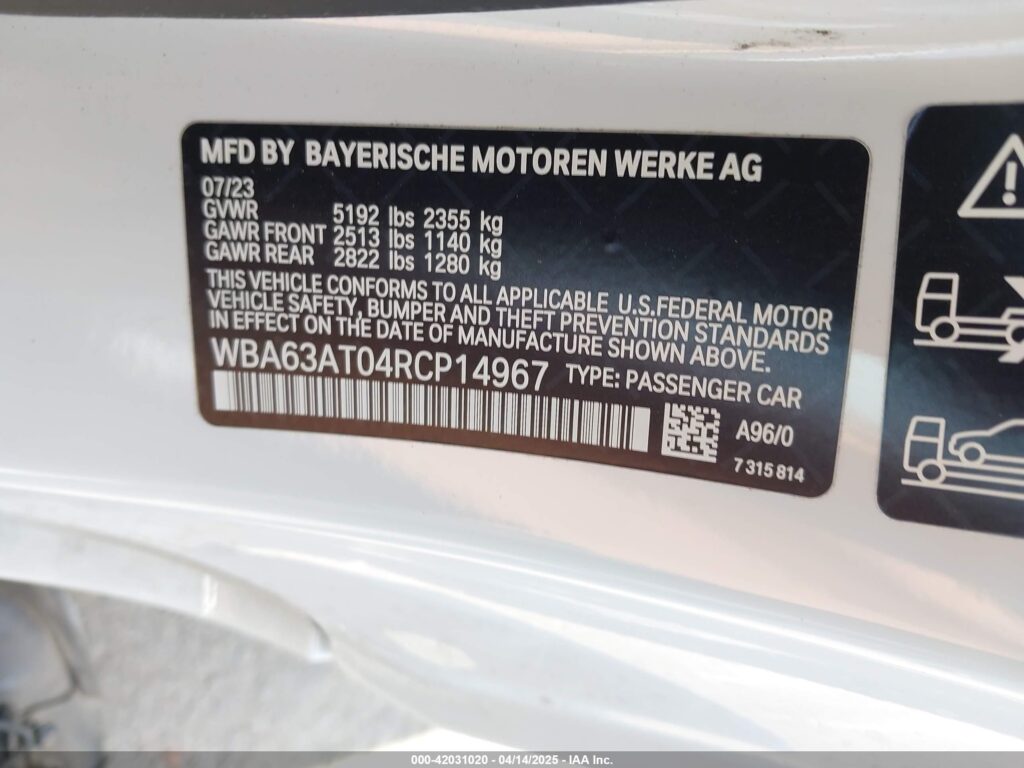 MFD BY BAYERISCHE MOTOREN WERKE AG
07/23
GVWR 5192 lbs 2355 kg
GAWR FRONT 2513 lbs 1140 kg
GAWR REAR 2822 lbs 1280 kg
THIS VEHICLE CONFORMS TO ALL APPLICABLE U.S.FEDERAL MOTOR
VEHICLE SAFETY, BUMPER AND THEFT PREVENTION STANDARDS
IN EFFECT ON THE DATE OF MANUFACTURE SHOWN ABOVE.
WBA63AT04RCP14967 TYPE: PASSENGER CAR
A96/0
7 315 814
000-42031020 - 04/14/2025 - IAA Inc.